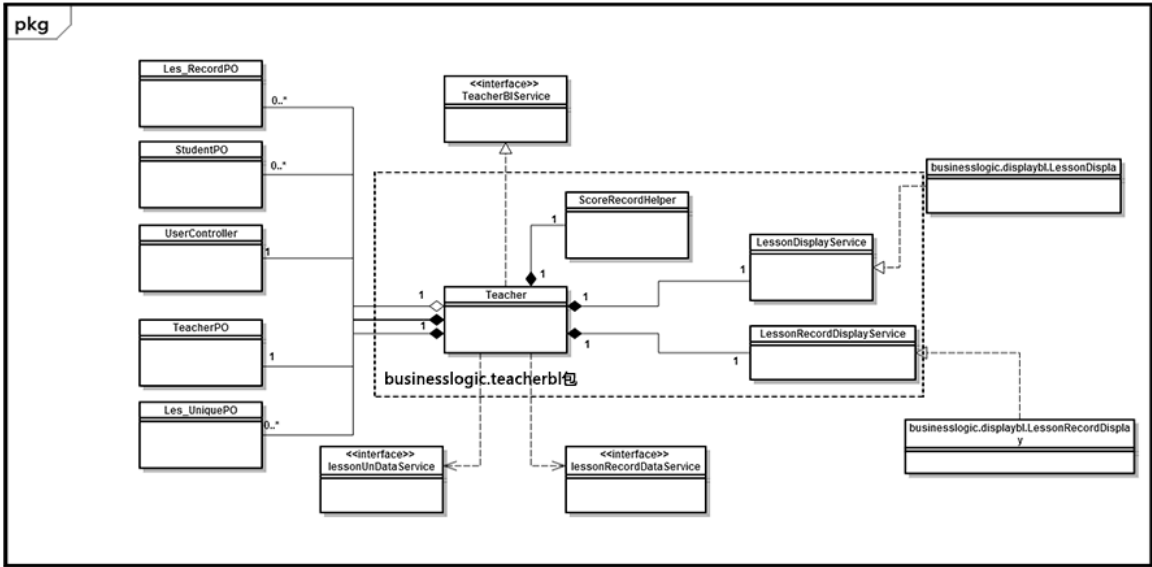 pkg
Les_RecordPO
0..*
StudentPO
0..*
UserController
1
TeacherPO
1
Les_UniquePO
0..*
<<interface>>
TeacherBlService
businesslogic.displaybl.LessonDispla
ScoreRecordHelper
1
1
LessonDisplayService
1
1
Teacher
1
1
LessonRecordDisplayService
1
1
businesslogic.teacherbl包
businesslogic.displaybl.LessonRecordDispla
y
<<interface>>
lessonUnDataService
<<interface>>
lessonRecordDataService